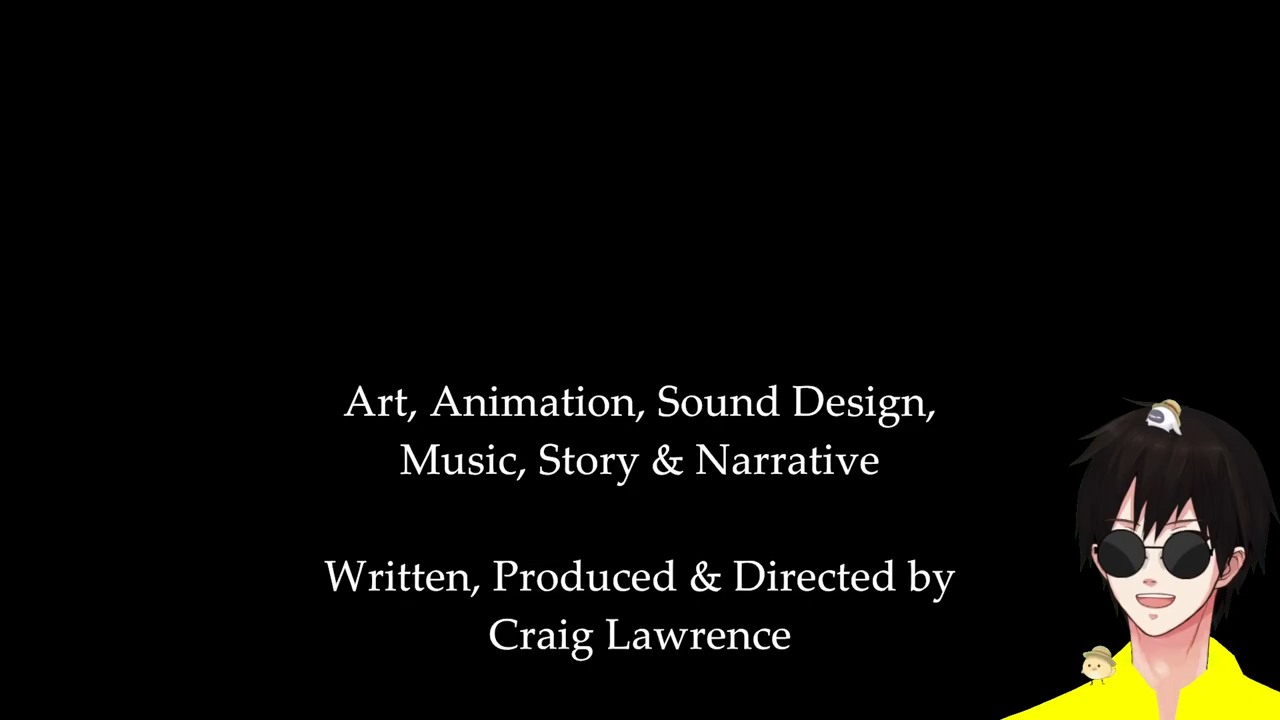 Art, Animation, Sound Design,
Music, Story & Narrative
Written, Produced & Directed by
Craig Lawrence